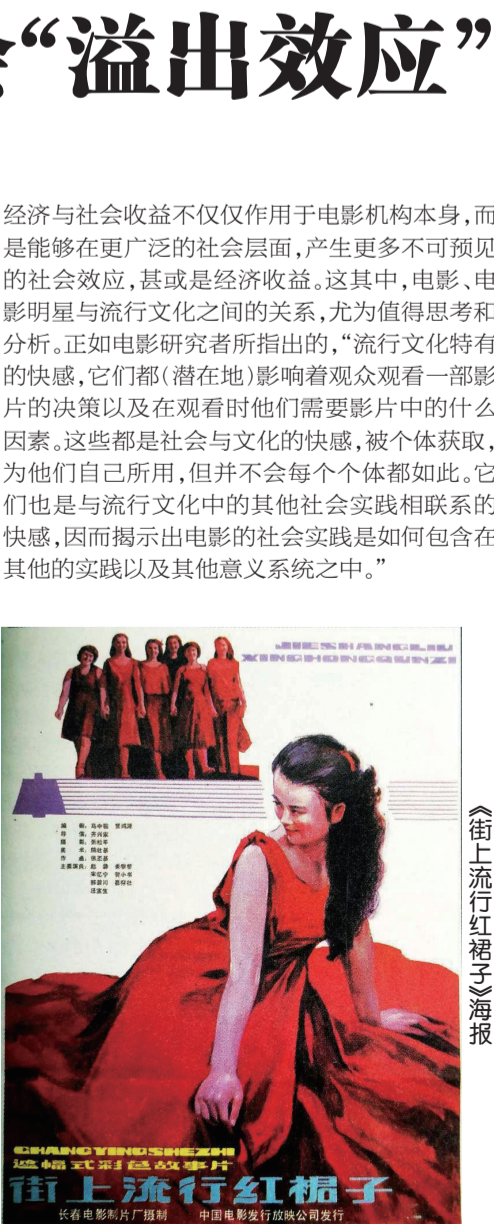 “溢出效应”
经济与社会收益不仅仅作用于电影机构本身,而
是能够在更广泛的社会层面,产生更多不可预见
的社会效应,甚或是经济收益。这其中,电影、电
影明星与流行文化之间的关系,尤为值得思考和
分析。正如电影研究者所指出的,“流行文化特有
的快感,它们都(潜在地)影响着观众观看一部影
片的决策以及在观看时他们需要影片中的什么
因素。这些都是社会与文化的快感,被个体获取,
为他们自己所用,但并不会每个个体都如此。它
们也是与流行文化中的其他社会实践相联系的
快感,因而揭示出电影的社会实践是如何包含在
其他的实践以及其他意义系统之中。”
JIESHANGLIU
XINGHONGQUNZI
导 演：齐兴家
主要演员：赵 静
CHANGYINGSHEZHI
遮幅式彩色故事片
街上流行红裙子
长春电影制片厂摄制 中国电影发行放映公司发行
《街上流行红裙子》海报